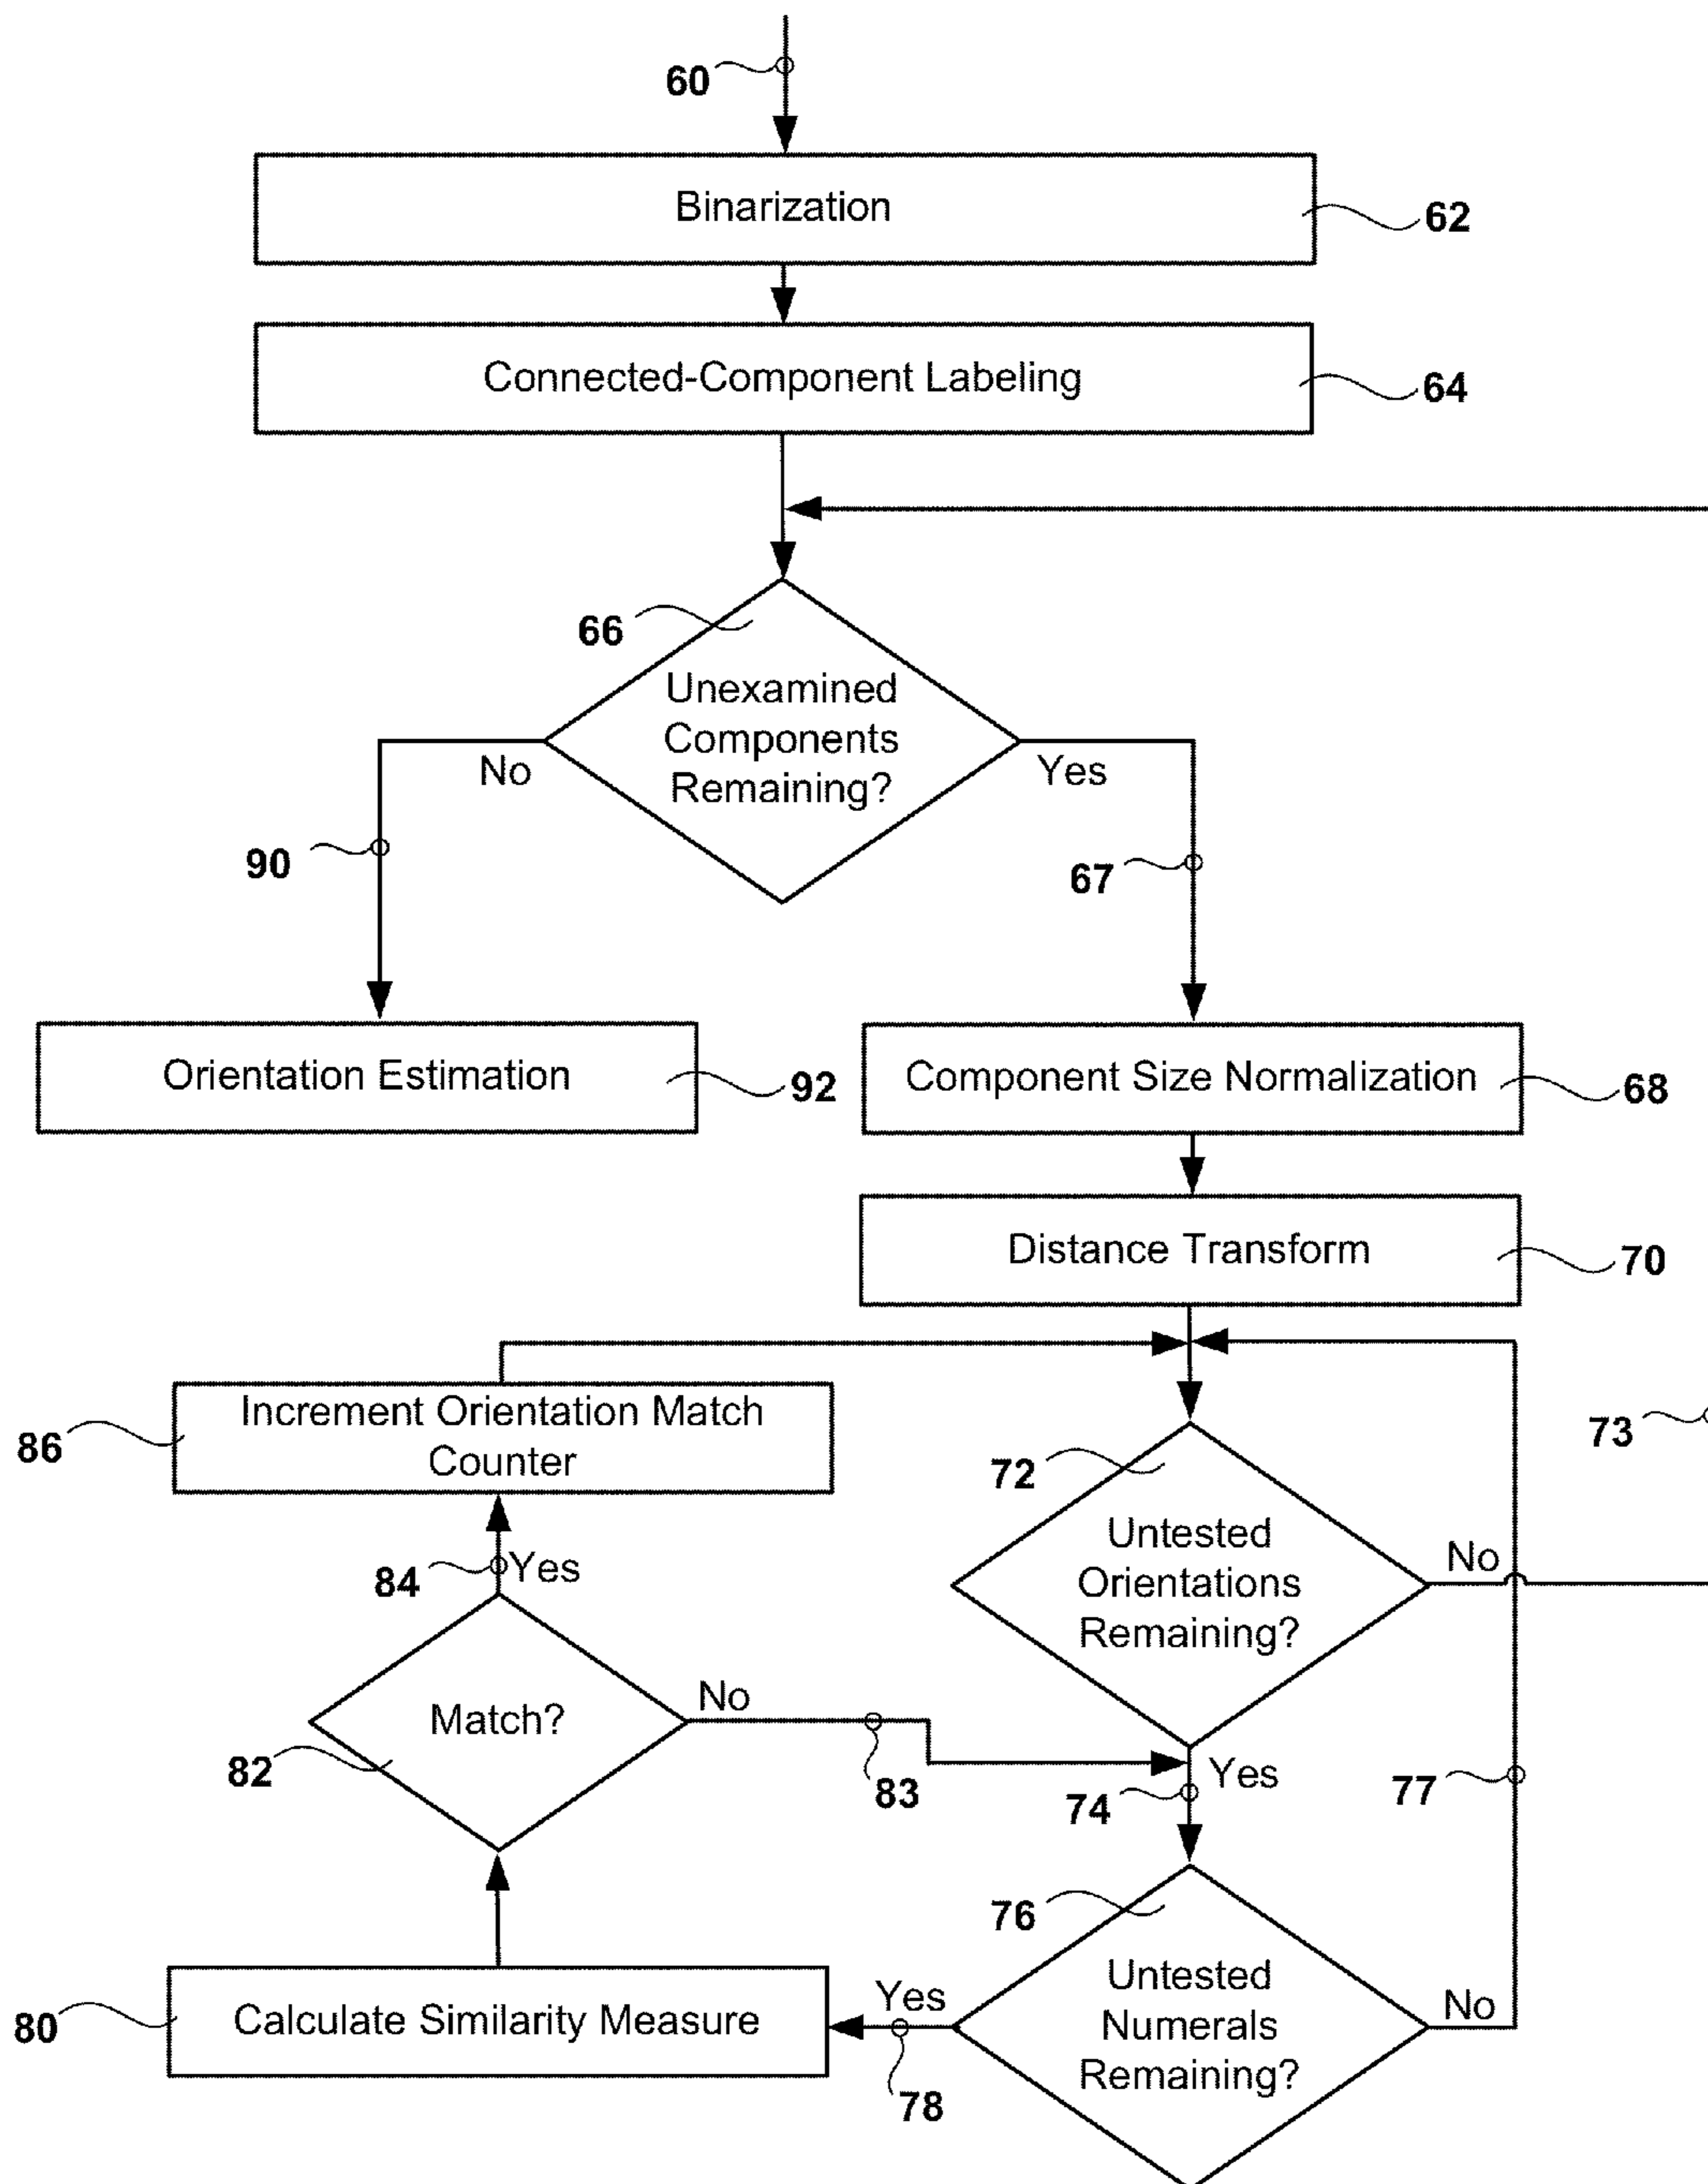 60
Binarization
62
Connected-Component Labeling
64
66
Unexamined
Components
Remaining?
No
Yes
90
67
Orientation Estimation
92
Component Size Normalization
68
Distance Transform
70
Increment Orientation Match
Counter
86
73
72
Untested
Orientations
Remaining?
No
84
Yes
Match?
No
82
83
Yes
74
77
76
Untested
Numerals
Remaining?
No
Yes
78
Calculate Similarity Measure
80